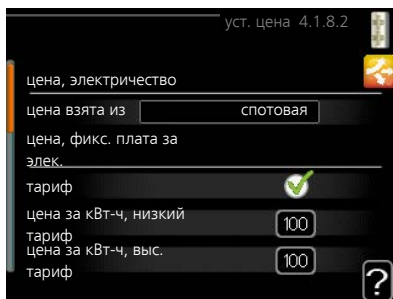 уст. цена 4.1.8.2
цена, электричество
цена взята из спотовая
цена, фикс. плата за
элек.
тариф
цена за кВт-ч, низкий
тариф
100
цена за кВт-ч, выс.
тариф
100
?